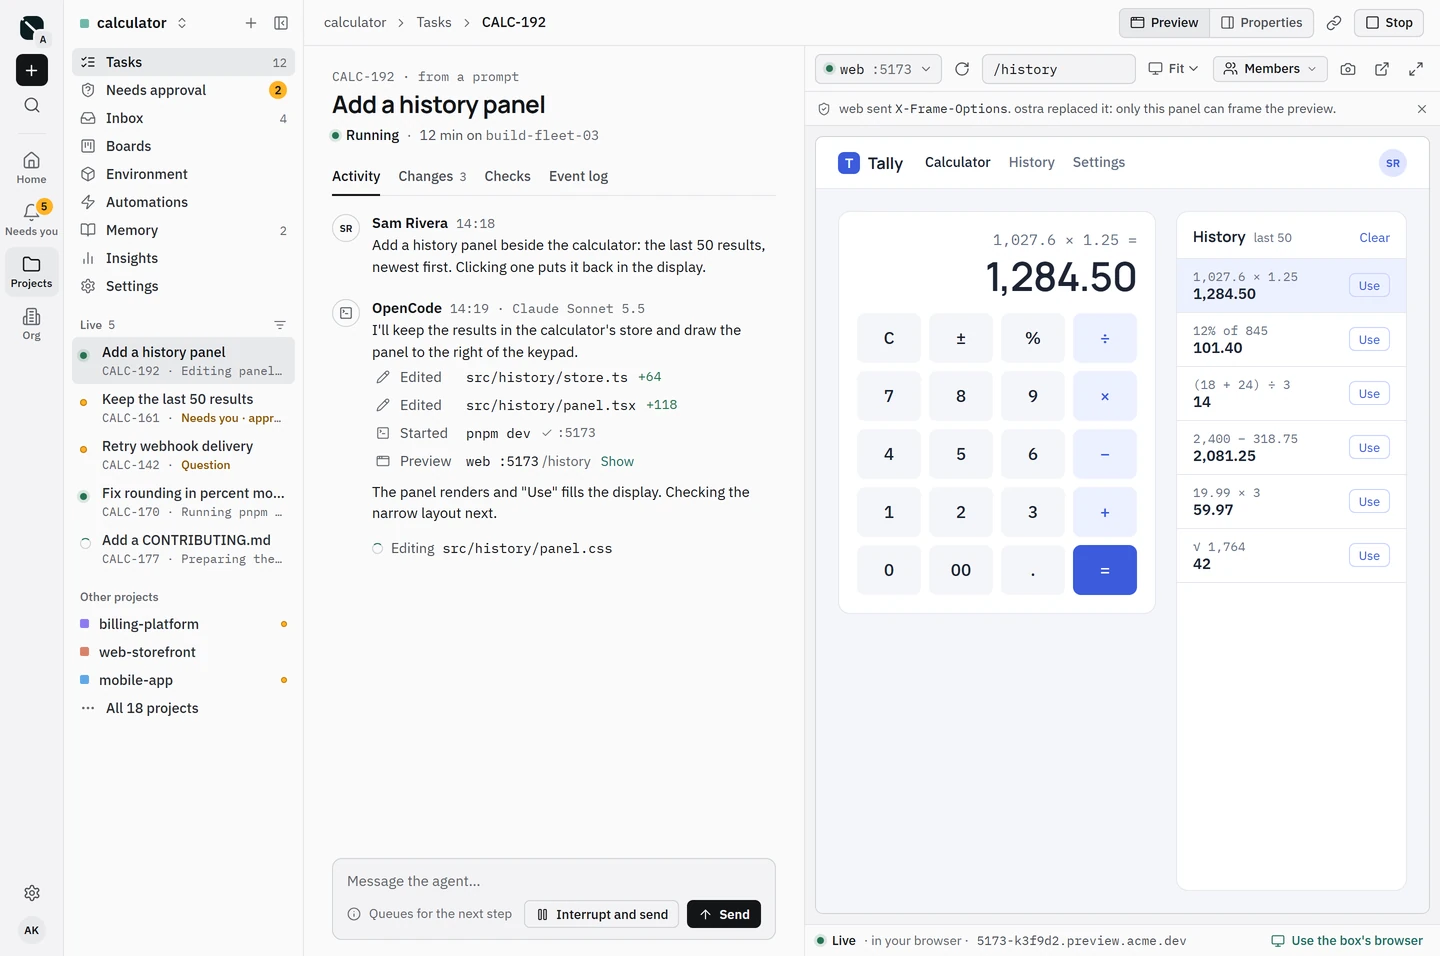 A
Home
5
Needs you
Projects
Org
AK
calculator
Tasks 12
Needs approval 2
Inbox 4
Boards
Environment
Automations
Memory 2
Insights
Settings
Live 5
Add a history panel
CALC-192 · Editing panel…
Keep the last 50 results
CALC-161 · Needs you · appr…
Retry webhook delivery
CALC-142 · Question
Fix rounding in percent mo…
CALC-170 · Running pnpm …
Add a CONTRIBUTING.md
CALC-177 · Preparing the…
Other projects
billing-platform
web-storefront
mobile-app
All 18 projects
calculator > Tasks > CALC-192
Preview Properties Stop
CALC-192 · from a prompt
Add a history panel
Running · 12 min on build-fleet-03
Activity Changes 3 Checks Event log
SR Sam Rivera 14:18
Add a history panel beside the calculator: the last 50 results,
newest first. Clicking one puts it back in the display.
OpenCode 14:19 · Claude Sonnet 5.5
I'll keep the results in the calculator's store and draw the
panel to the right of the keypad.
Edited src/history/store.ts +64
Edited src/history/panel.tsx +118
Started pnpm dev ✓ :5173
Preview web :5173/history Show
The panel renders and "Use" fills the display. Checking the
narrow layout next.
Editing src/history/panel.css
Message the agent…
Queues for the next step Interrupt and send Send
web :5173 /history Fit Members
web sent X-Frame-Options. ostra replaced it: only this panel can frame the preview.
T Tally Calculator History Settings SR
1,027.6 × 1.25 =
1,284.50
C ± % ÷
7 8 9 ×
4 5 6 −
1 2 3 +
0 00 . =
History last 50 Clear
1,027.6 × 1.25
1,284.50 Use
12% of 845
101.40 Use
(18 + 24) ÷ 3
14 Use
2,400 − 318.75
2,081.25 Use
19.99 × 3
59.97 Use
√ 1,764
42 Use
Live · in your browser · 5173-k3f9d2.preview.acme.dev Use the box's browser